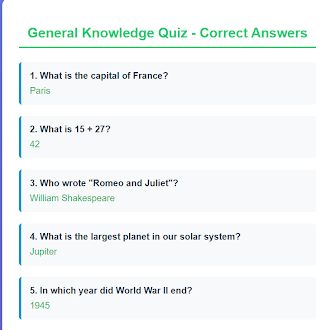 General Knowledge Quiz - Correct Answers
1. What is the capital of France?
Paris
2. What is 15 + 27?
42
3. Who wrote "Romeo and Juliet"?
William Shakespeare
4. What is the largest planet in our solar system?
Jupiter
5. In which year did World War II end?
1945